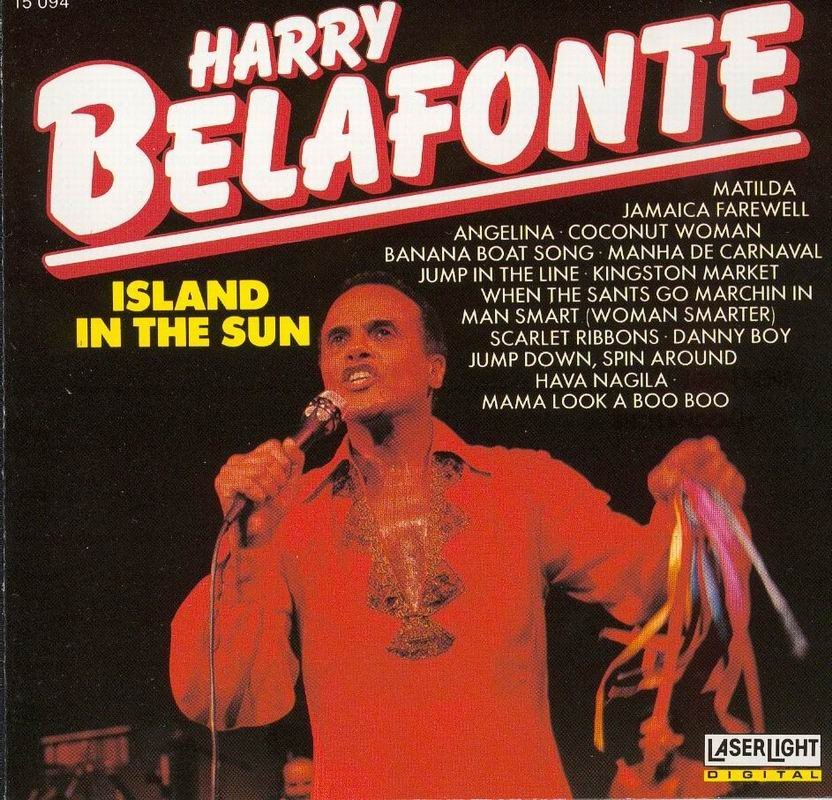 15 094
HARRY
BELAFONTE
MATILDA
JAMAICA FAREWELL
ANGELINA · COCONUT WOMAN
BANANA BOAT SONG · MANHA DE CARNAVAL
JUMP IN THE LINE · KINGSTON MARKET
WHEN THE SANTS GO MARCHIN IN
MAN SMART (WOMAN SMARTER)
SCARLET RIBBONS · DANNY BOY
JUMP DOWN, SPIN AROUND
HAVA NAGILA ·
MAMA LOOK A BOO BOO
ISLAND
IN THE SUN
LASERLIGHT
DIGITAL